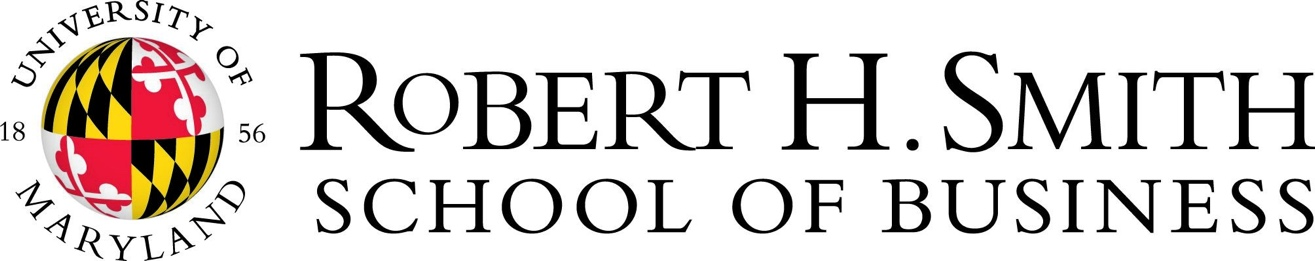 UNIVERSITY OF
18 56
MARYLAND
ROBERT H. SMITH
SCHOOL OF BUSINESS